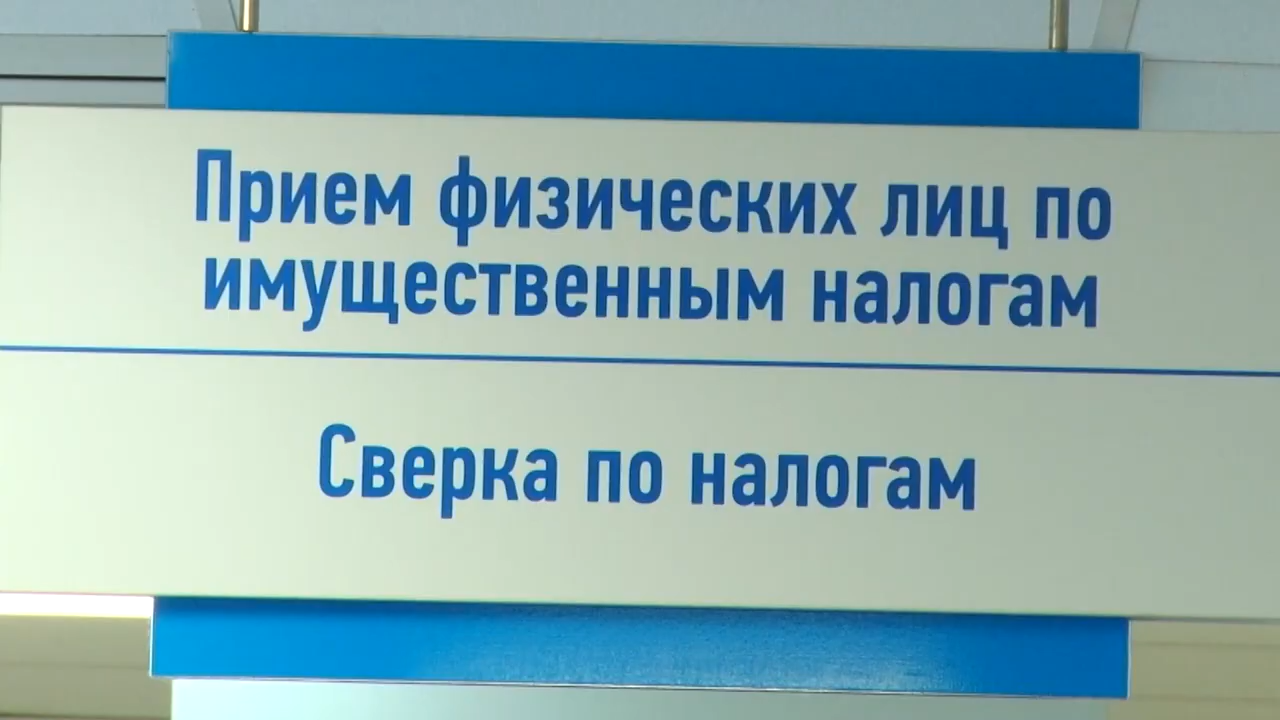 Прием физических лиц по
имущественным налогам
Сверка по налогам